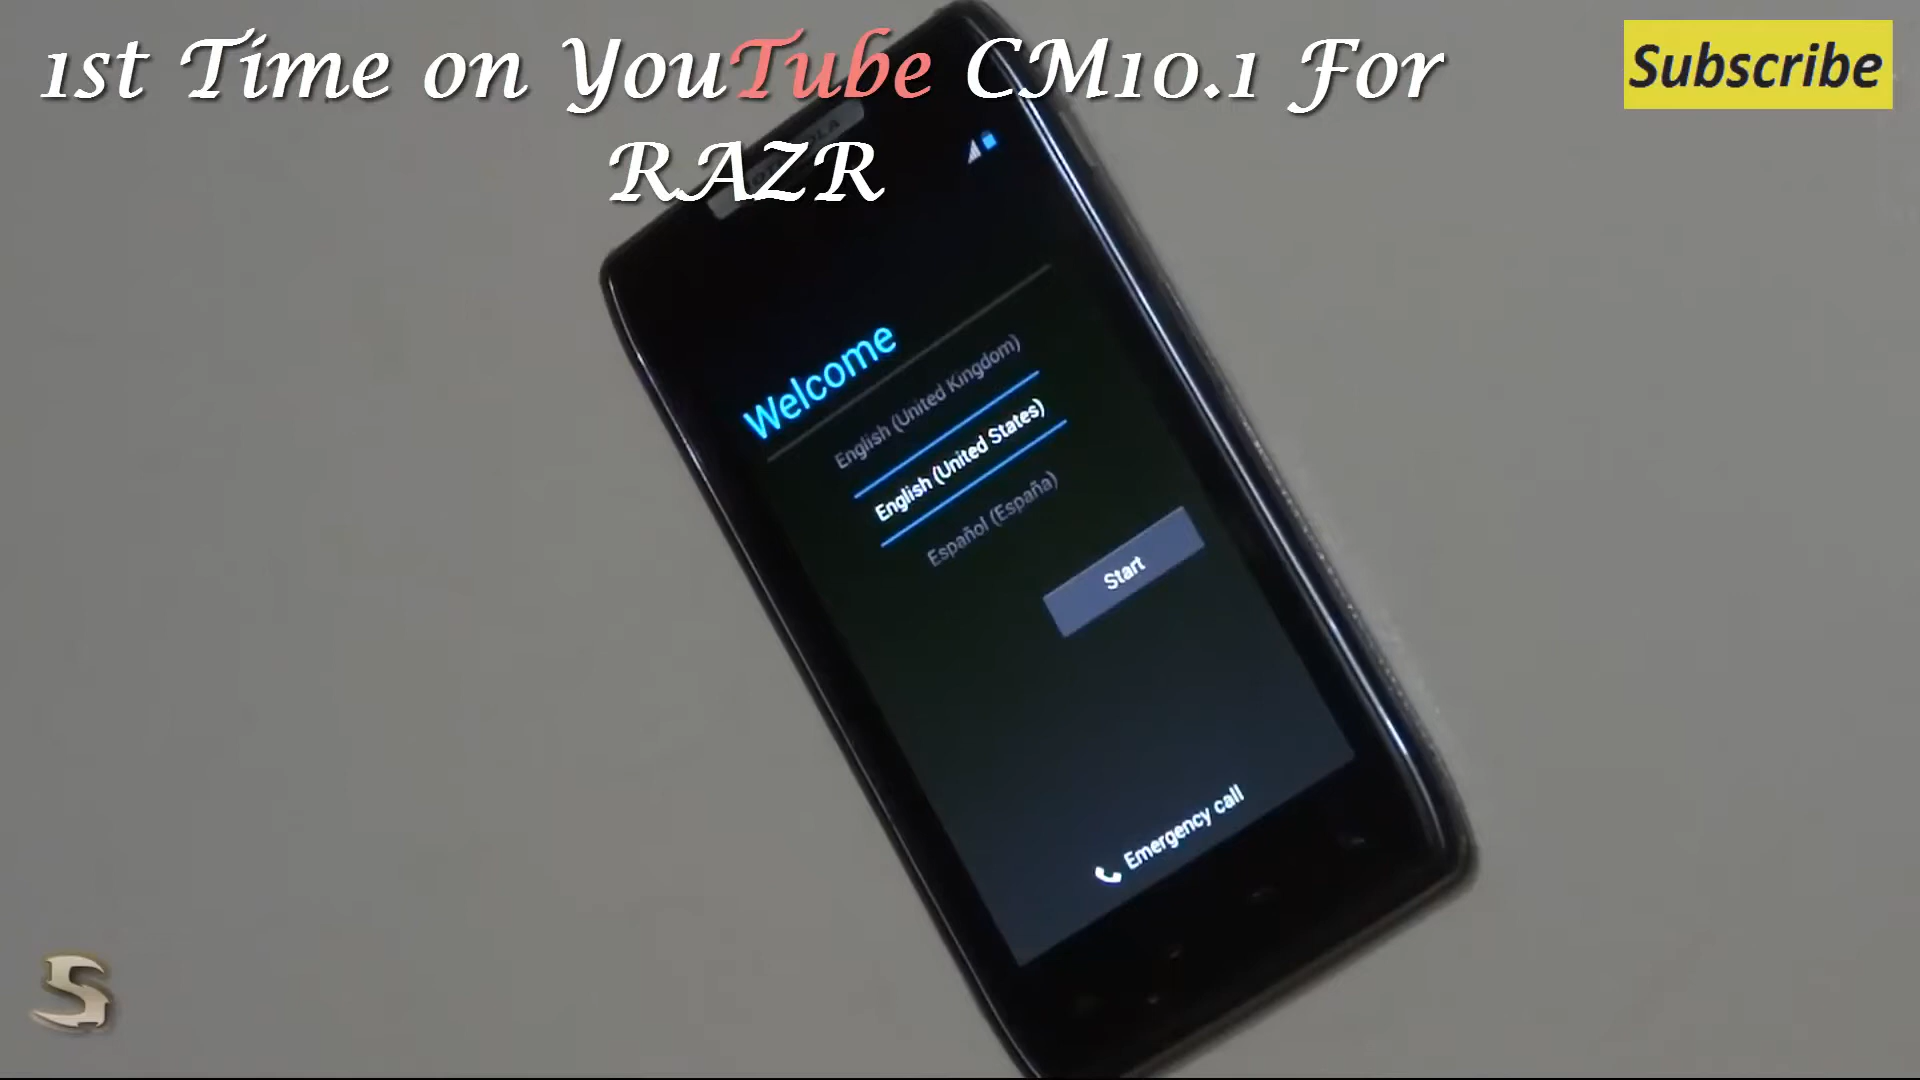 1st Time on YouTube CM10.1 For
RAZR
Subscribe
Welcome
English (United Kingdom)
English (United States)
Español (España)
Start
Emergency call
S